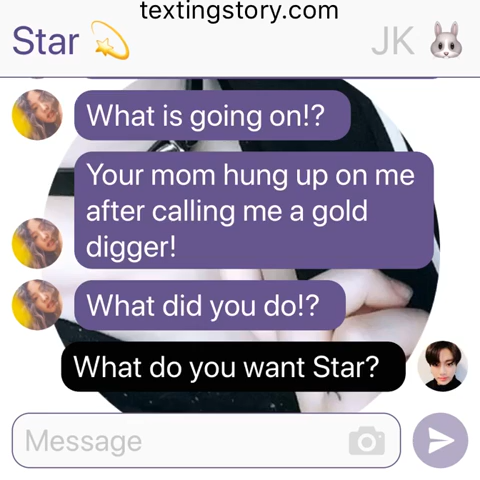 textingstory.com
Star 💫 JK 🐰
What is going on!?
Your mom hung up on me
after calling me a gold
digger!
What did you do!?
What do you want Star?
Message